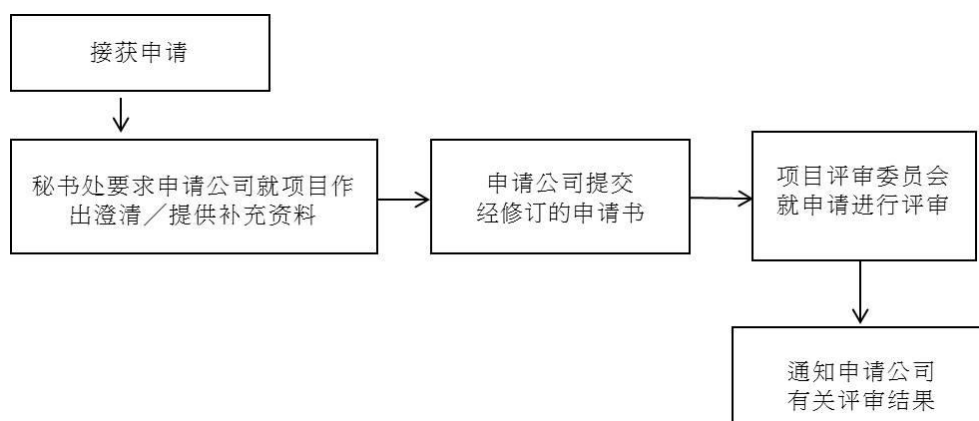 接获申请
秘书处要求申请公司就项目作
出澄清／提供补充资料
申请公司提交
经修订的申请书
项目评审委员会
就申请进行评审
通知申请公司
有关评审结果